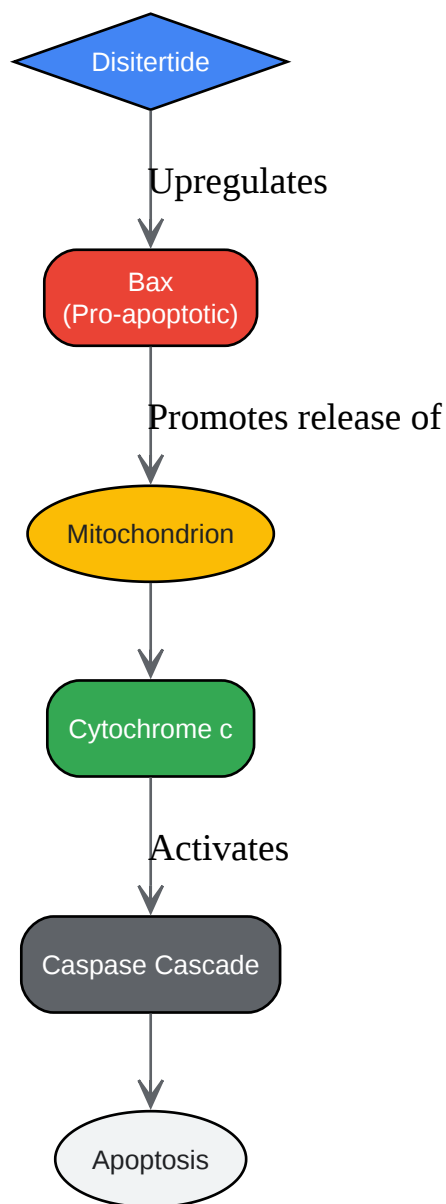 Disitertide
Upregulates
Bax
(Pro-apoptotic)
Promotes release of
Mitochondrion
Cytochrome c
Activates
Caspase Cascade
Apoptosis